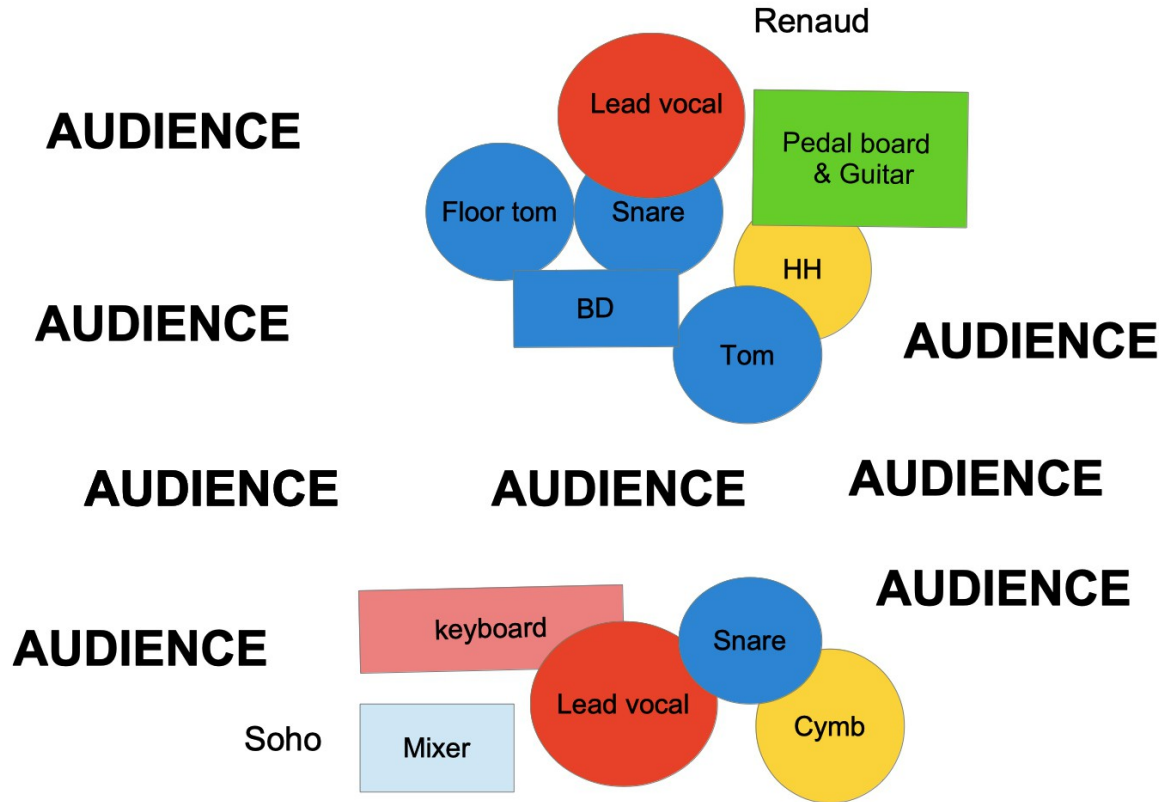 Renaud
Lead vocal
AUDIENCE
Pedal board
& Guitar
Floor tom
Snare
HH
BD
AUDIENCE
AUDIENCE
Tom
AUDIENCE
AUDIENCE
AUDIENCE
AUDIENCE
keyboard
Snare
AUDIENCE
Lead vocal
Cymb
Soho
Mixer